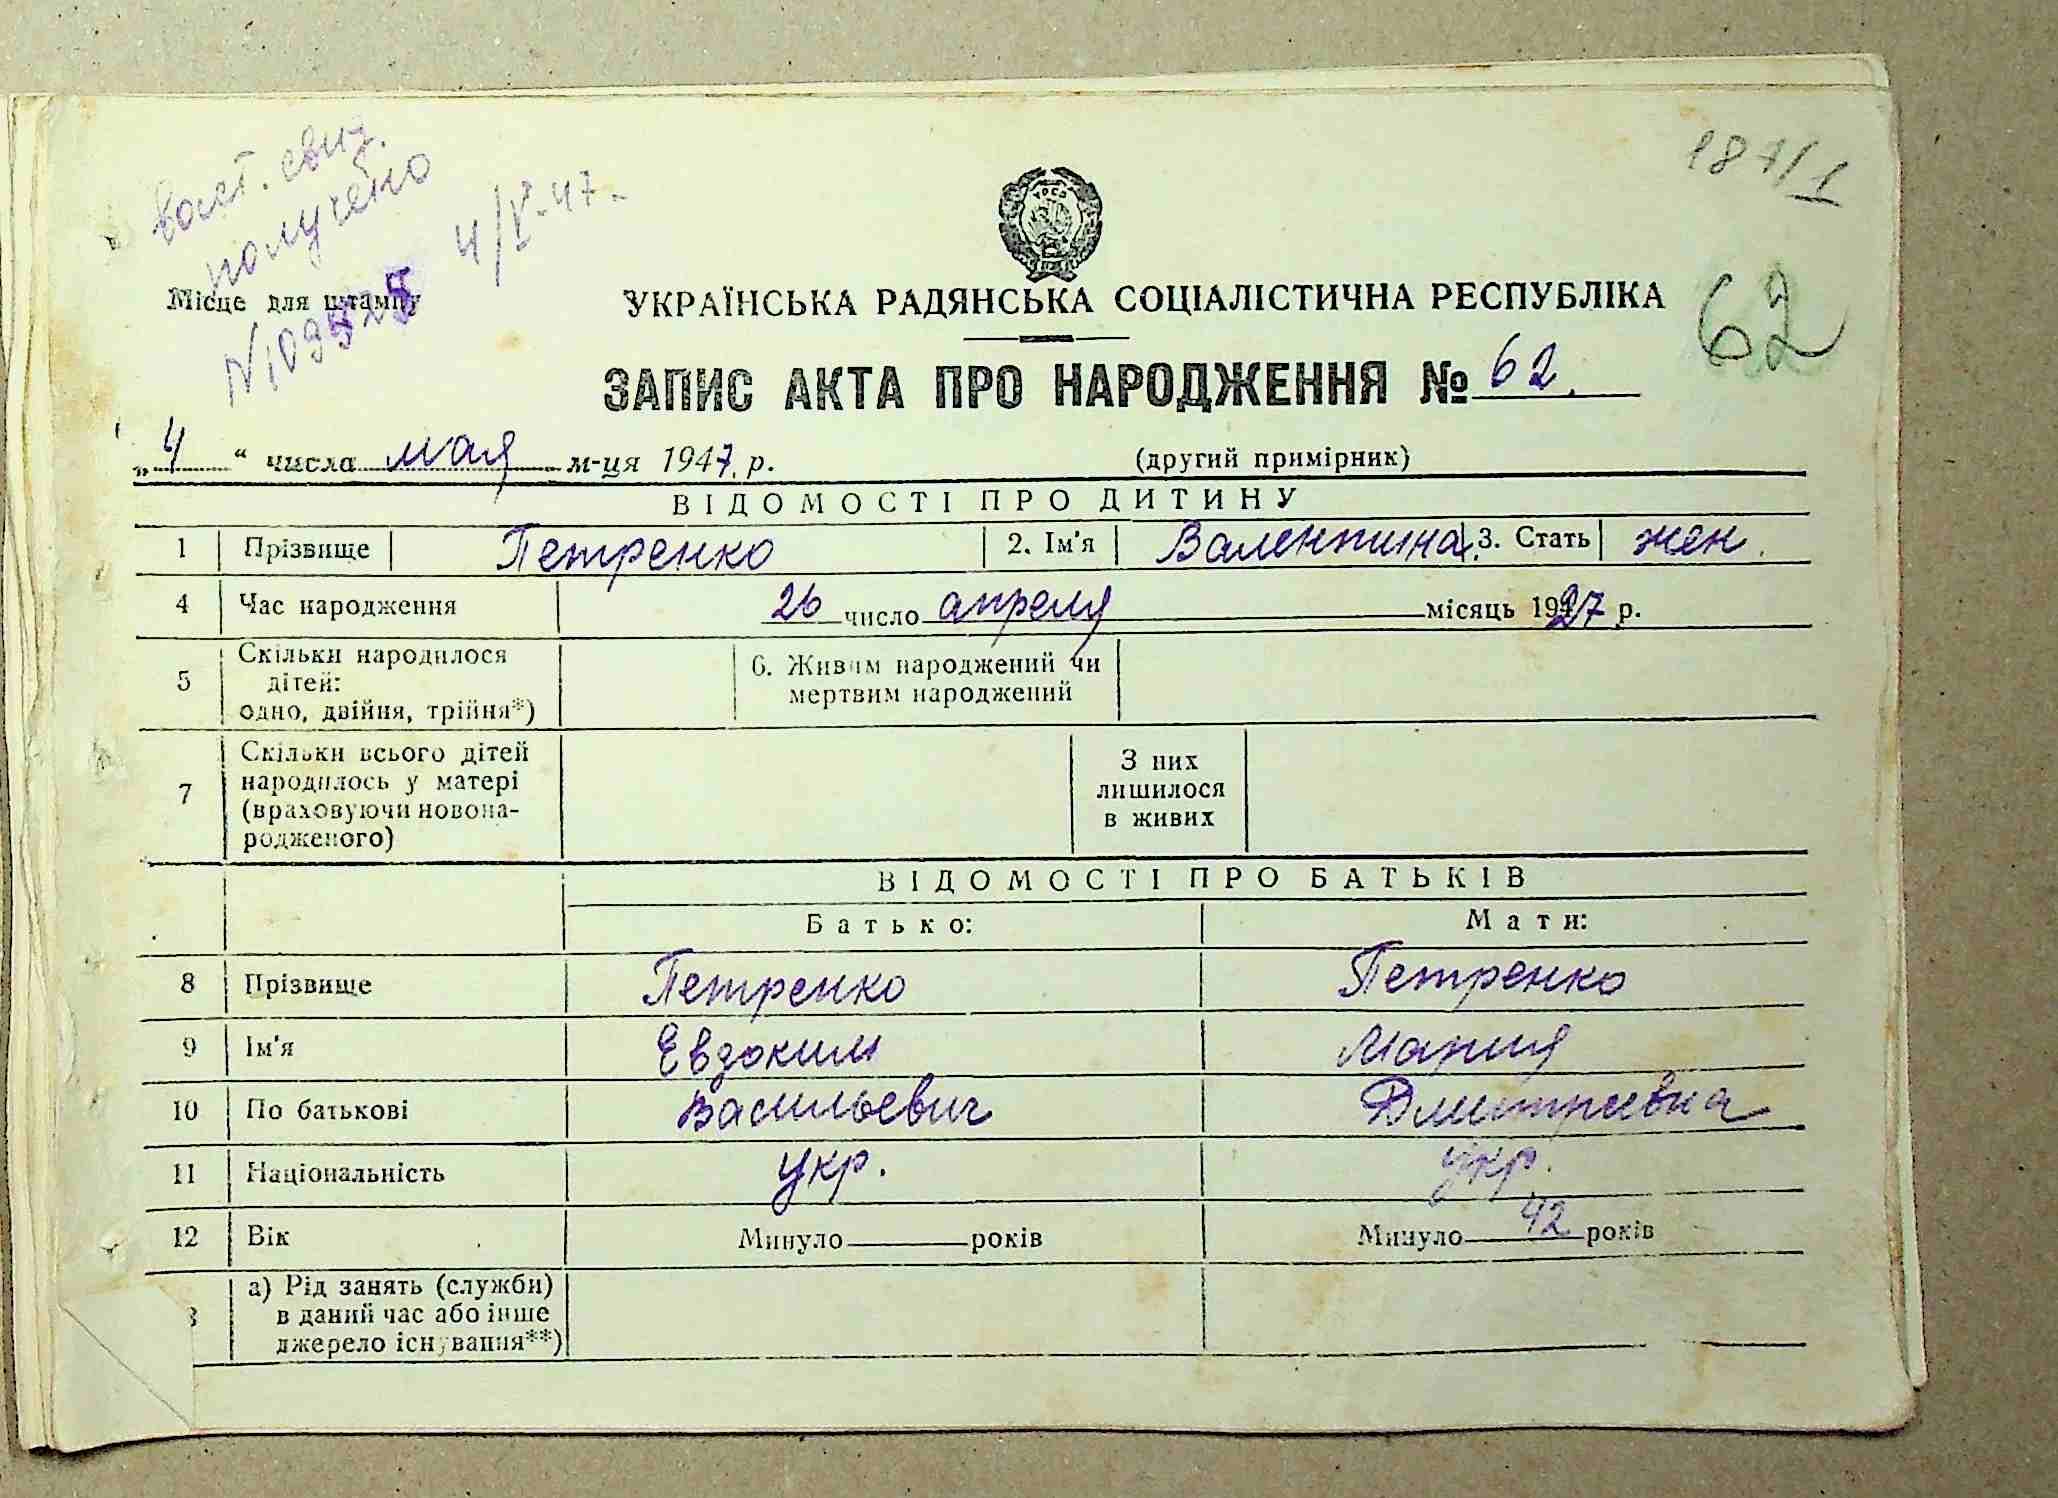 187/1
вост. свид.
получено
4/V-47.
62
УКРАЇНСЬКА РАДЯНСЬКА СОЦІАЛІСТИЧНА РЕСПУБЛІКА
Місце для штампу
ЗАПИС АКТА ПРО НАРОДЖЕННЯ № 62.
„4“ числа мая м-ця 1947. р. (другий примірник)
ВІДОМОСТІ ПРО ДИТИНУ
1 Прізвище Петренко 2. Ім'я Валентина 3. Стать жен.
4 Час народження 26 число апреля місяць 1927 р.
5 Скільки народилося дітей: одно, двійня, трійня*) 6. Живим народжений чи мертвим народжений
7 Скільки всього дітей народилось у матері (враховуючи новонародженого) З них лишилося в живих
ВІДОМОСТІ ПРО БАТЬКІВ
Батько: Мати:
8 Прізвище Петренко Петренко
9 Ім'я Евдоким Мария
10 По батькові Васильевич Дмитриевна
11 Національність укр. укр.
12 Вік Минуло років Минуло 42 років
а) Рід занять (служби)
в даний час або інше
джерело існування**)